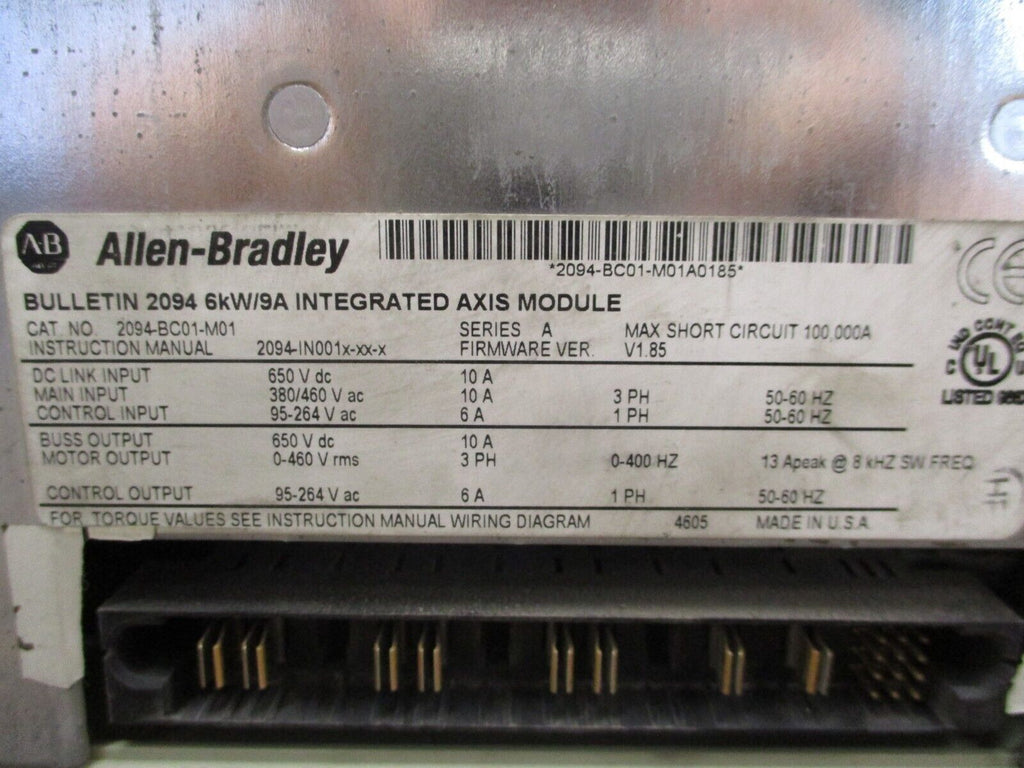 AB Allen-Bradley
*2094-BC01-M01A0185*
BULLETIN 2094 6kW/9A INTEGRATED AXIS MODULE
CAT. NO. 2094-BC01-M01 SERIES A MAX SHORT CIRCUIT 100,000A
INSTRUCTION MANUAL 2094-IN001x-xx-x FIRMWARE VER. V1.85
DC LINK INPUT 650 V dc 10 A
MAIN INPUT 380/460 V ac 10 A 3 PH 50-60 HZ
CONTROL INPUT 95-264 V ac 6 A 1 PH 50-60 HZ
BUSS OUTPUT 650 V dc 10 A
MOTOR OUTPUT 0-460 V rms 3 PH 0-400 HZ 13 Apeak @ 8 kHZ SW FREQ
CONTROL OUTPUT 95-264 V ac 6 A 1 PH 50-60 HZ
FOR TORQUE VALUES SEE INSTRUCTION MANUAL WIRING DIAGRAM 4605 MADE IN U.S.A.
CE
IND CONT EQ
C UL U
LISTED